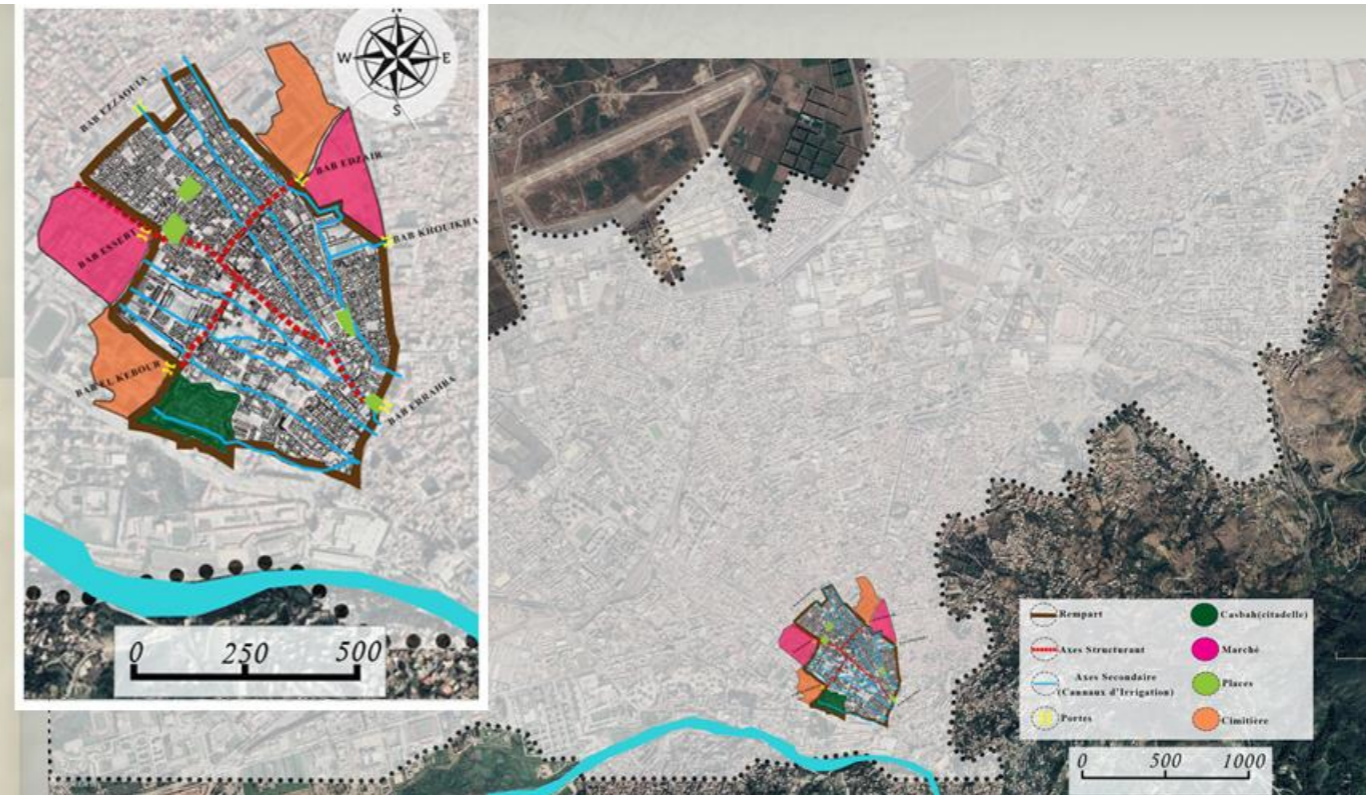 N
W E
S
BAB EZZAOUIA
BAB EDZAIR
BAB KHOUIKHA
BAB ESSEBT
BAB EL KEBOUR
BAB ERRAHBA
0 250 500
Rempart
Axes Structurant
Axes Secondaire
(Cannaux d'Irrigation)
Portes
Casbah(citadelle)
Marché
Places
Cimitière
0 500 1000